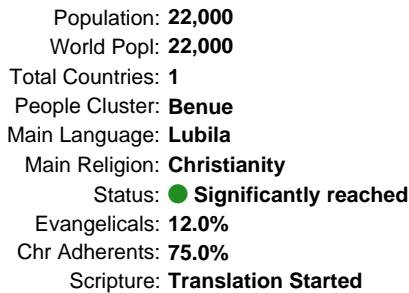 Population: 22,000
World Popl: 22,000
Total Countries: 1
People Cluster: Benue
Main Language: Lubila
Main Religion: Christianity
Status: Significantly reached
Evangelicals: 12.0%
Chr Adherents: 75.0%
Scripture: Translation Started